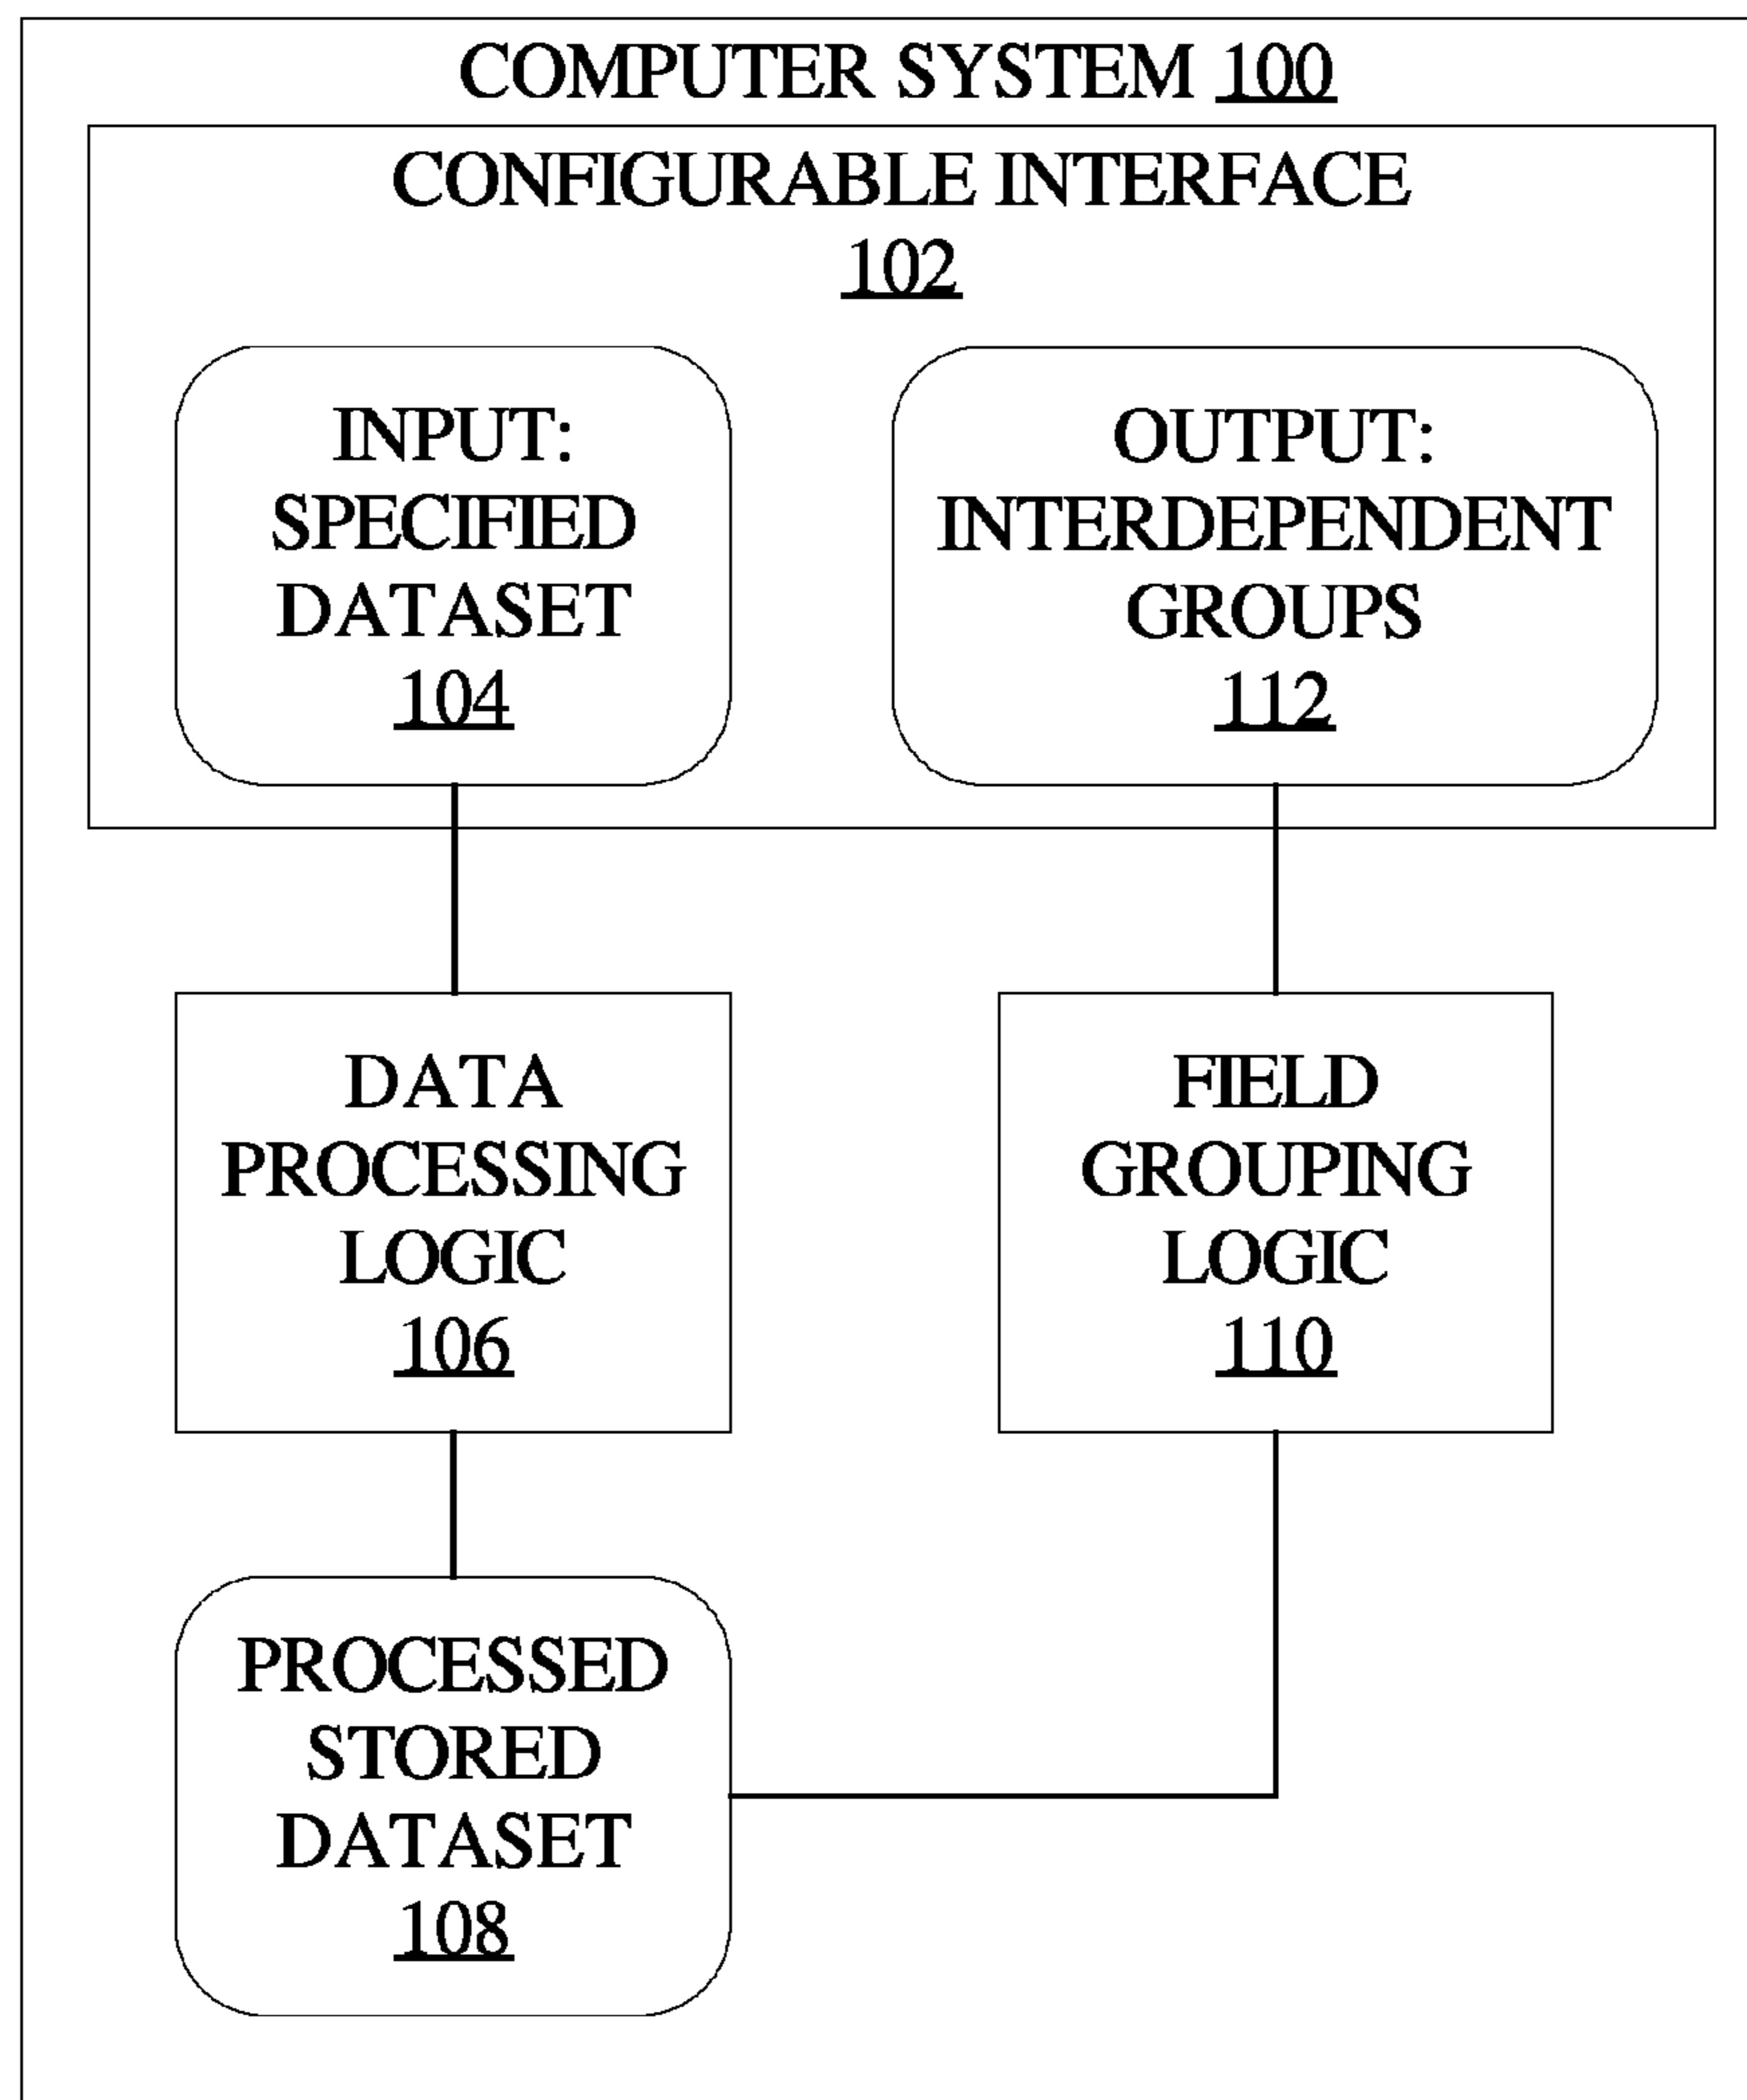 COMPUTER SYSTEM 100
CONFIGURABLE INTERFACE
102
INPUT:
SPECIFIED
DATASET
104
OUTPUT:
INTERDEPENDENT
GROUPS
112
DATA
PROCESSING
LOGIC
106
FIELD
GROUPING
LOGIC
110
PROCESSED
STORED
DATASET
108